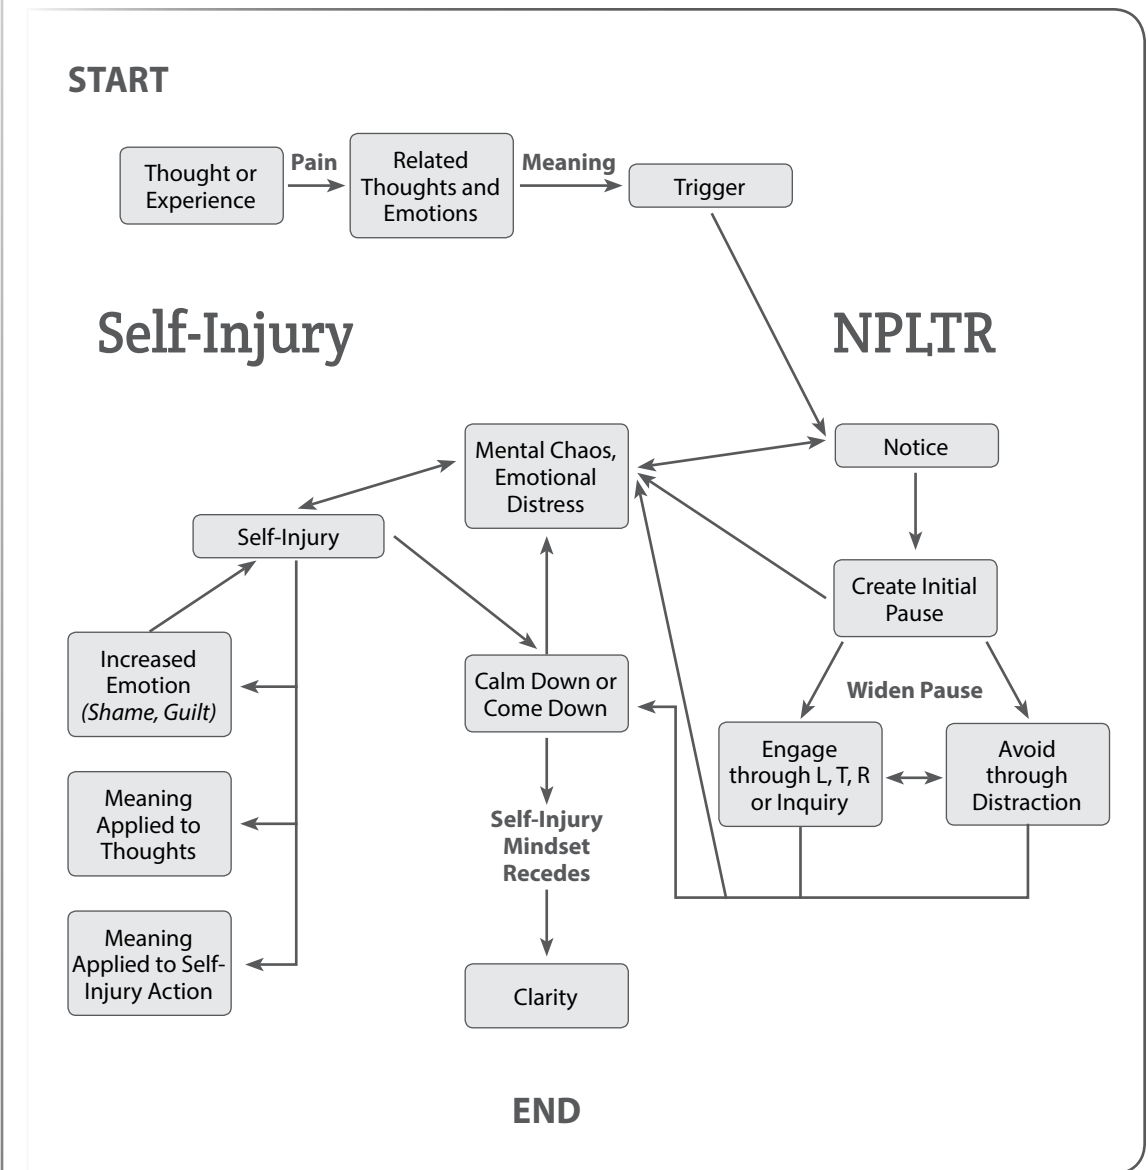 START
Thought or
Experience
Pain
Related
Thoughts and
Emotions
Meaning
Trigger
Self-Injury
NPLTR
Mental Chaos,
Emotional
Distress
Notice
Self-Injury
Create Initial
Pause
Increased
Emotion
(Shame, Guilt)
Calm Down or
Come Down
Widen Pause
Engage
through L, T, R
or Inquiry
Avoid
through
Distraction
Meaning
Applied to
Thoughts
Self-Injury
Mindset
Recedes
Meaning
Applied to Self-
Injury Action
Clarity
END